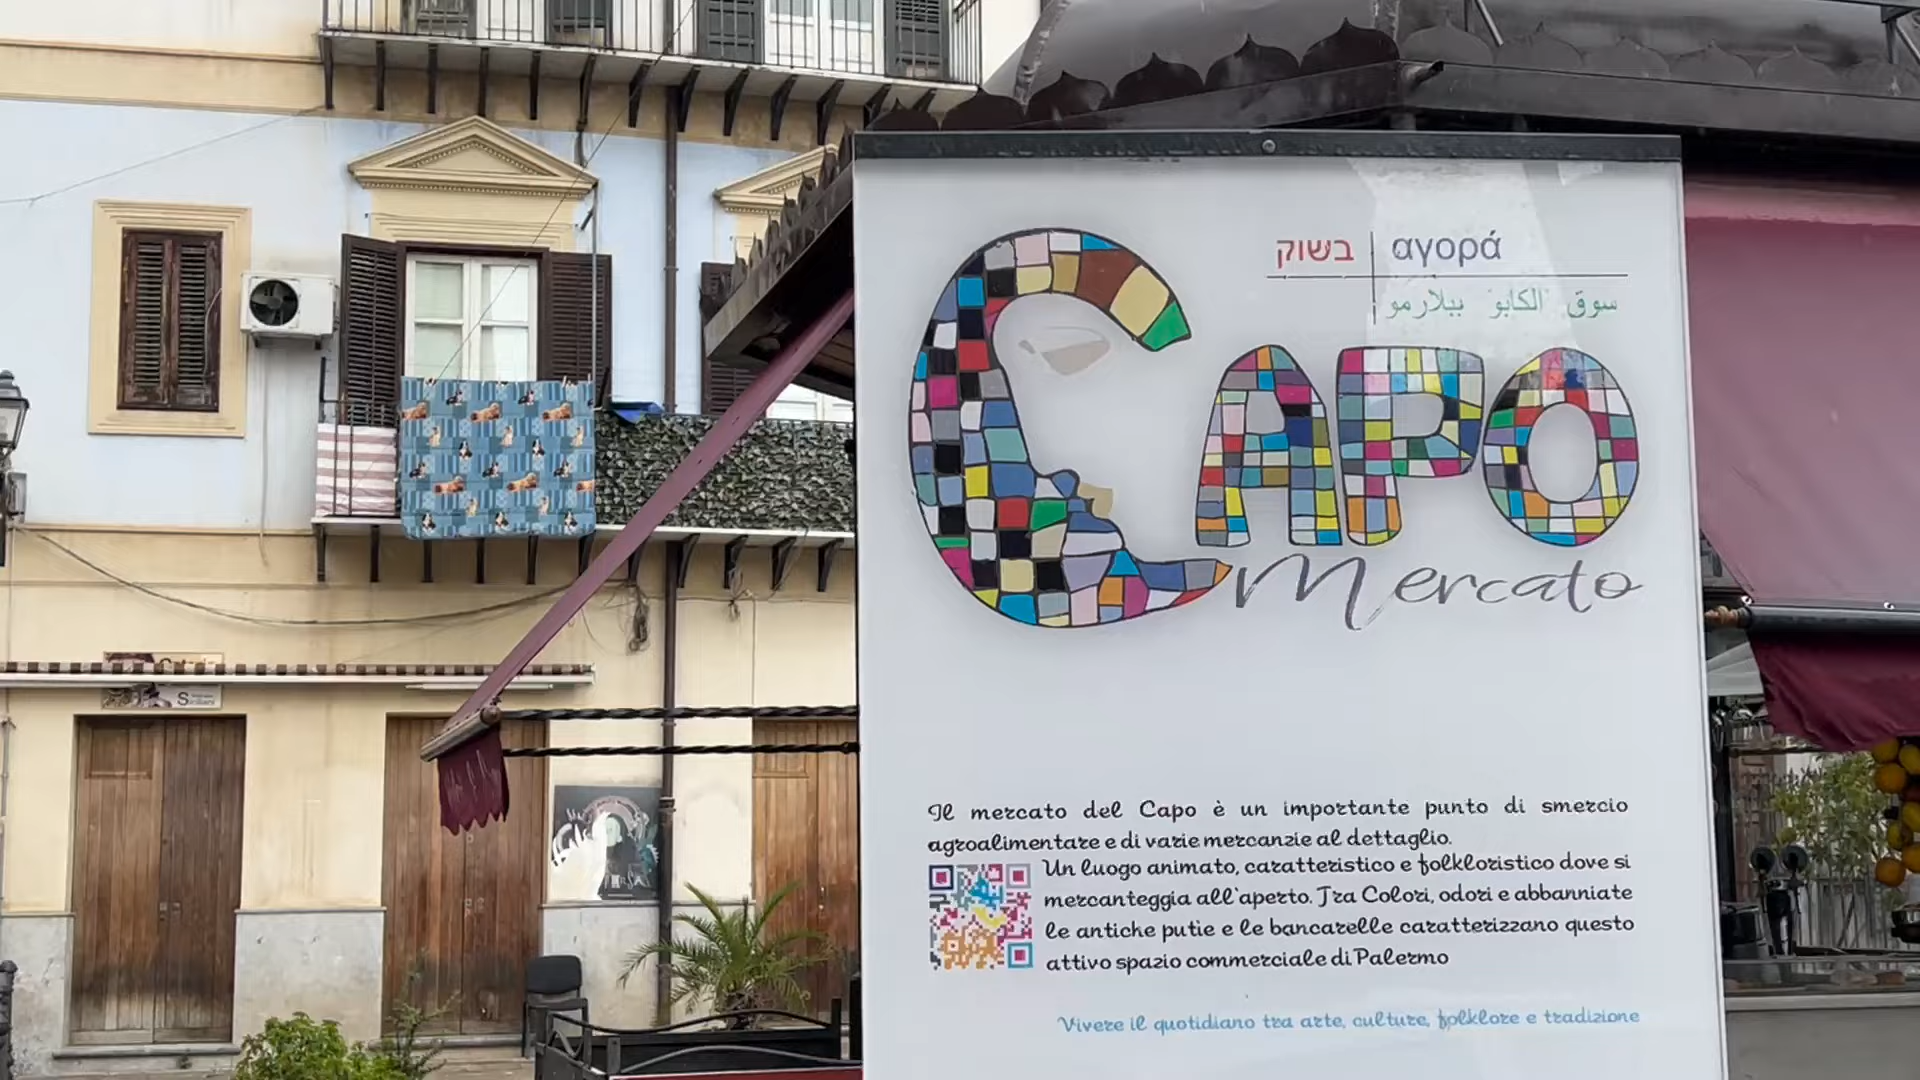 בשוק αγορά
سوق الكابو ببلارمو
CAPO
mercato
Il mercato del Capo è un importante punto di smercio
agroalimentare e di varie mercanzie al dettaglio.
Un luogo animato, caratteristico e folkloristico dove si
mercanteggia all'aperto. Tra Colori, odori e abbanniate
le antiche putie e le bancarelle caratterizzano questo
attivo spazio commerciale di Palermo
Vivere il quotidiano tra arte, culture, folklore e tradizione